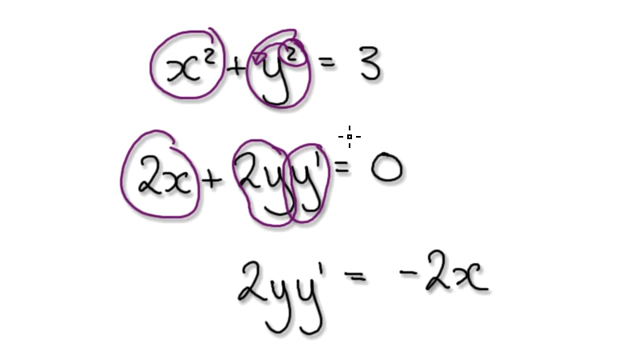 x² + y² = 3
2x + 2yy' = 0
2yy' = -2x